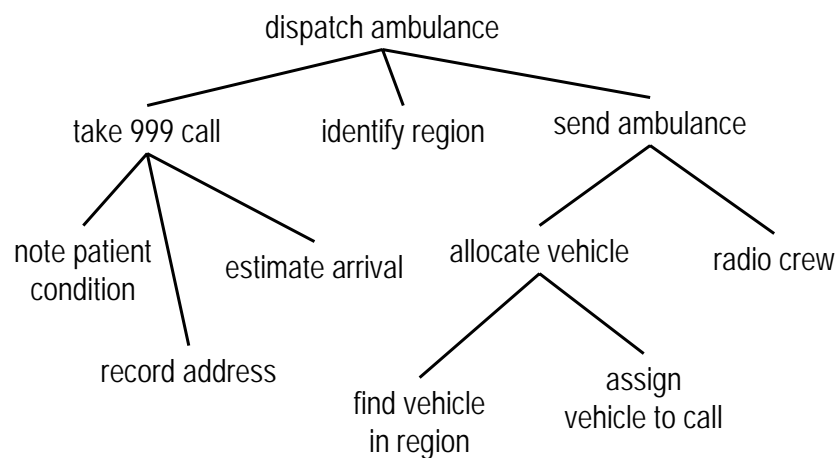 dispatch ambulance
take 999 call
identify region
send ambulance
note patient
condition
estimate arrival
allocate vehicle
radio crew
record address
find vehicle
in region
assign
vehicle to call